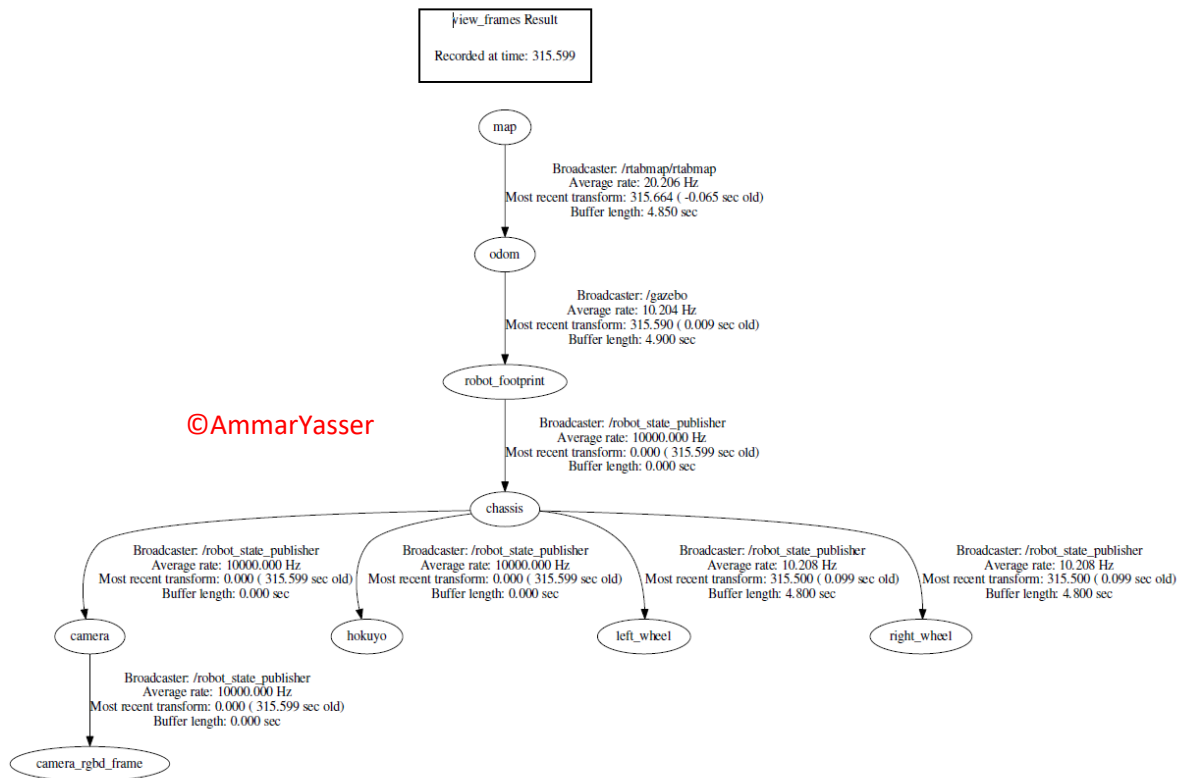 view_frames Result
Recorded at time: 315.599
map
Broadcaster: /rtabmap/rtabmap
Average rate: 20.206 Hz
Most recent transform: 315.664 ( -0.065 sec old)
Buffer length: 4.850 sec
odom
Broadcaster: /gazebo
Average rate: 10.204 Hz
Most recent transform: 315.590 ( 0.009 sec old)
Buffer length: 4.900 sec
robot_footprint
©AmmarYasser
Broadcaster: /robot_state_publisher
Average rate: 10000.000 Hz
Most recent transform: 0.000 ( 315.599 sec old)
Buffer length: 0.000 sec
chassis
Broadcaster: /robot_state_publisher
Average rate: 10000.000 Hz
Most recent transform: 0.000 ( 315.599 sec old)
Buffer length: 0.000 sec
Broadcaster: /robot_state_publisher
Average rate: 10000.000 Hz
Most recent transform: 0.000 ( 315.599 sec old)
Buffer length: 0.000 sec
Broadcaster: /robot_state_publisher
Average rate: 10.208 Hz
Most recent transform: 315.500 ( 0.099 sec old)
Buffer length: 4.800 sec
Broadcaster: /robot_state_publisher
Average rate: 10.208 Hz
Most recent transform: 315.500 ( 0.099 sec old)
Buffer length: 4.800 sec
camera
hokuyo
left_wheel
right_wheel
Broadcaster: /robot_state_publisher
Average rate: 10000.000 Hz
Most recent transform: 0.000 ( 315.599 sec old)
Buffer length: 0.000 sec
camera_rgbd_frame